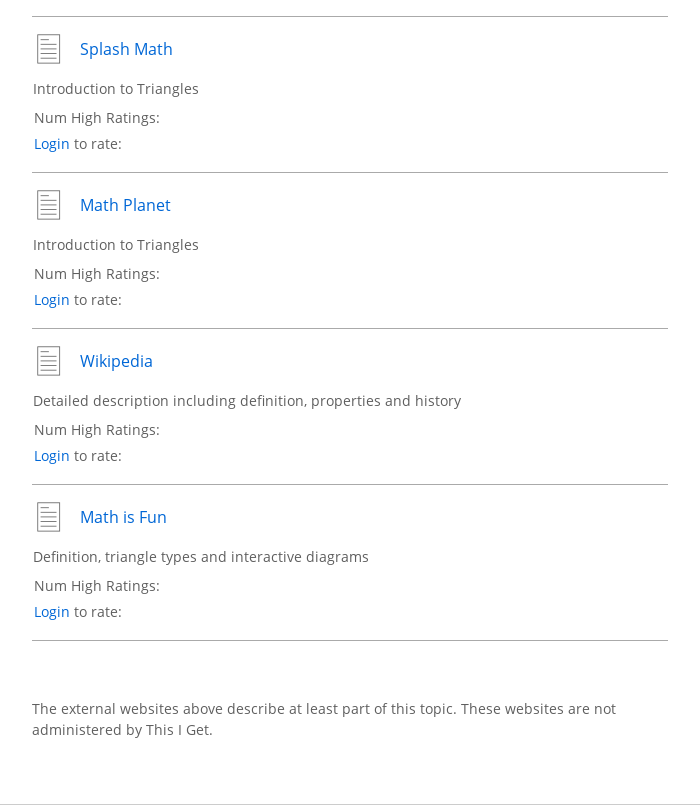 Splash Math
Introduction to Triangles
Num High Ratings:
Login to rate:
Math Planet
Introduction to Triangles
Num High Ratings:
Login to rate:
Wikipedia
Detailed description including definition, properties and history
Num High Ratings:
Login to rate:
Math is Fun
Definition, triangle types and interactive diagrams
Num High Ratings:
Login to rate:
The external websites above describe at least part of this topic. These websites are not
administered by This I Get.